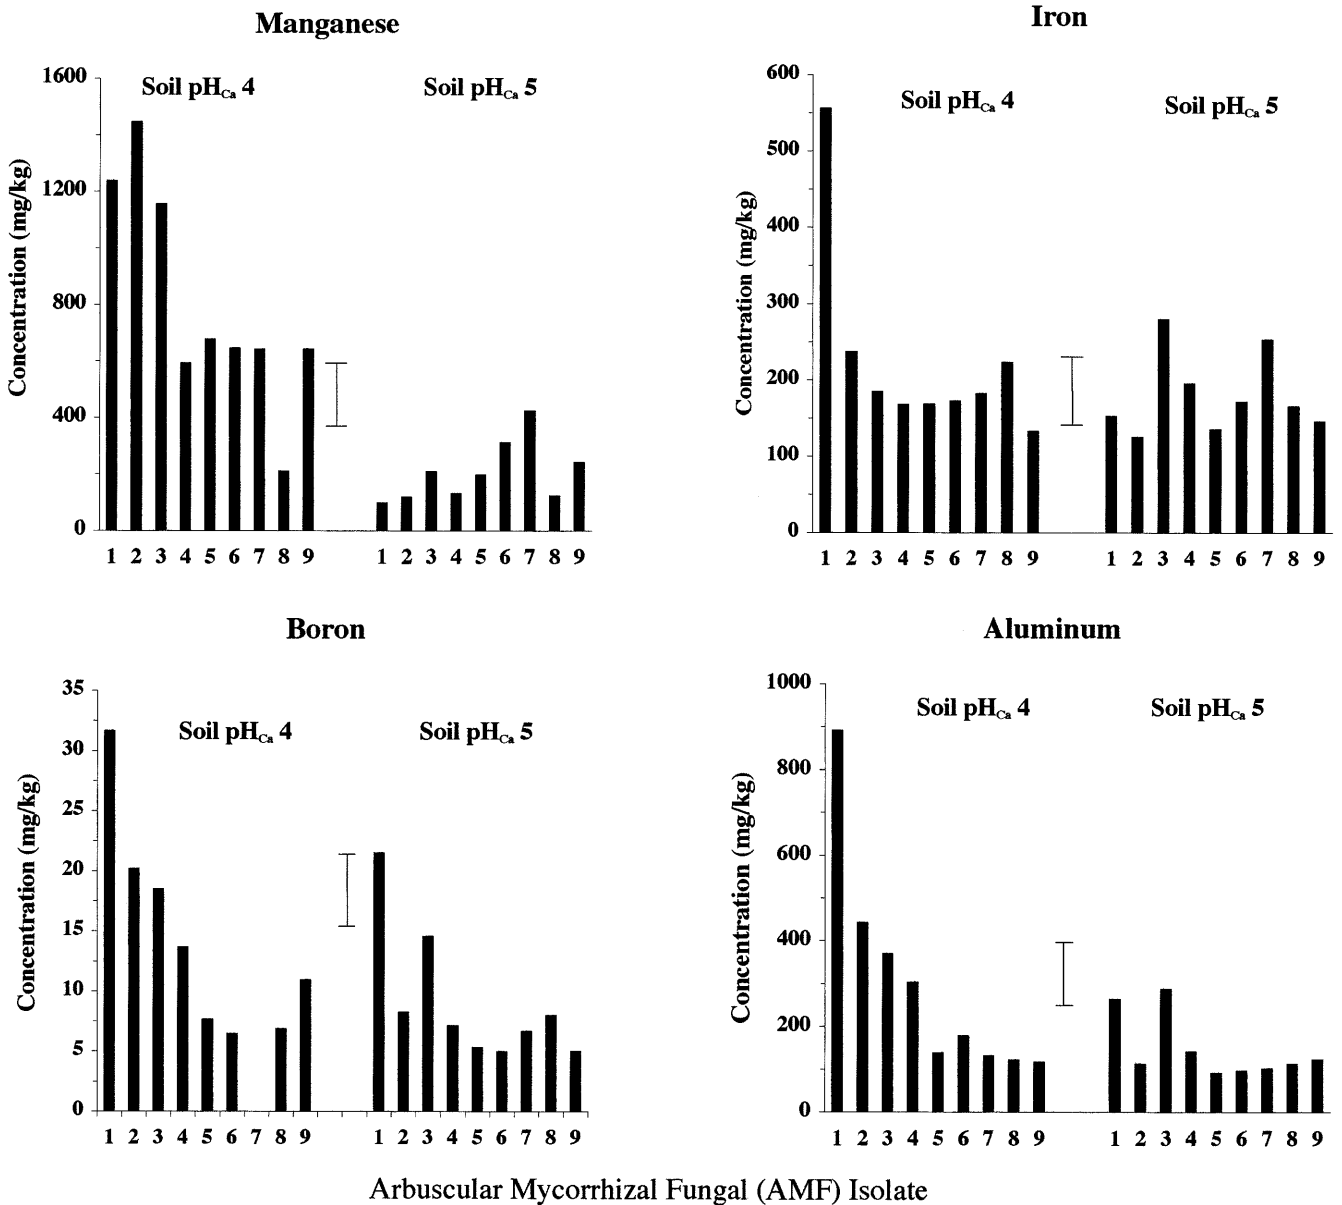 Manganese
Soil pHCa 4
Soil pHCa 5
Concentration (mg/kg)
1600
1200
800
400
0
1 2 3 4 5 6 7 8 9
1 2 3 4 5 6 7 8 9
Iron
Soil pHCa 4
Soil pHCa 5
Concentration (mg/kg)
600
500
400
300
200
100
0
1 2 3 4 5 6 7 8 9
1 2 3 4 5 6 7 8 9
Boron
Soil pHCa 4
Soil pHCa 5
Concentration (mg/kg)
35
30
25
20
15
10
5
0
1 2 3 4 5 6 7 8 9
1 2 3 4 5 6 7 8 9
Aluminum
Soil pHCa 4
Soil pHCa 5
Concentration (mg/kg)
1000
800
600
400
200
0
1 2 3 4 5 6 7 8 9
1 2 3 4 5 6 7 8 9
Arbuscular Mycorrhizal Fungal (AMF) Isolate